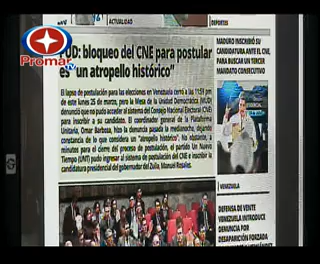 ACTUALIDAD
DEPORTES
Promar
TV
MUD: bloqueo del CNE para postular
es "un atropello histórico"
El lapso de postulación para las elecciones en Venezuela cerró a las 11:59 pm
de este lunes 25 de marzo, pero la Mesa de la Unidad Democrática (MUD)
denunció que no pudo acceder al sistema del Consejo Nacional Electoral (CNE)
para inscribir a su candidata. El coordinador general de la Plataforma
Unitaria, Omar Barboza, hizo la denuncia pasada la medianoche, dejando
constancia de lo que considera un "atropello histórico". No obstante, a
minutos para el cierre del proceso de postulación, el partido Un Nuevo
Tiempo (UNT) pudo ingresar al sistema de postulación del CNE e inscribir la
candidatura presidencial del gobernador del Zulia, Manuel Rosales.
MADURO INSCRIBIÓ SU
CANDIDATURA ANTE EL CNE,
PARA BUSCAR UN TERCER
MANDATO CONSECUTIVO
VENEZUELA
DEFENSA DE VENTE
VENEZUELA INTRODUCE
DENUNCIA POR
DESAPARICIÓN FORZADA